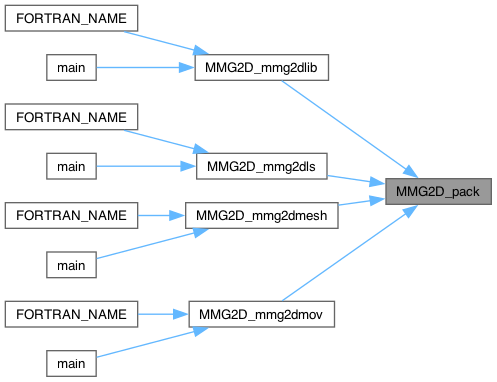 FORTRAN_NAME
main
MMG2D_mmg2dlib
FORTRAN_NAME
main
MMG2D_mmg2dls
MMG2D_pack
FORTRAN_NAME
MMG2D_mmg2dmesh
main
FORTRAN_NAME
MMG2D_mmg2dmov
main